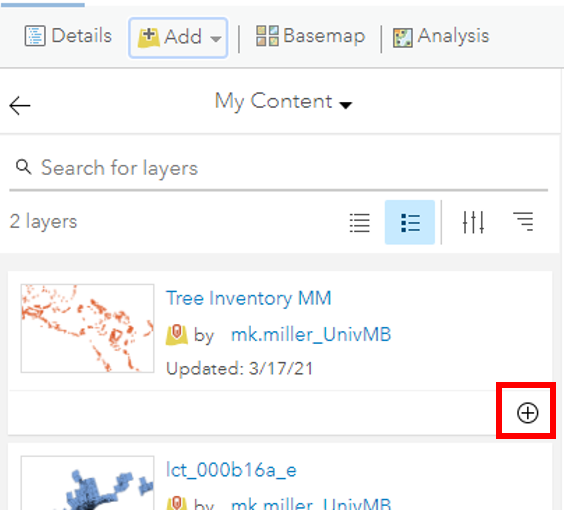 Details Add Basemap Analysis
My Content
Search for layers
2 layers
Tree Inventory MM
by mk.miller_UnivMB
Updated: 3/17/21
lct_000b16a_e
by mk.miller_UnivMB